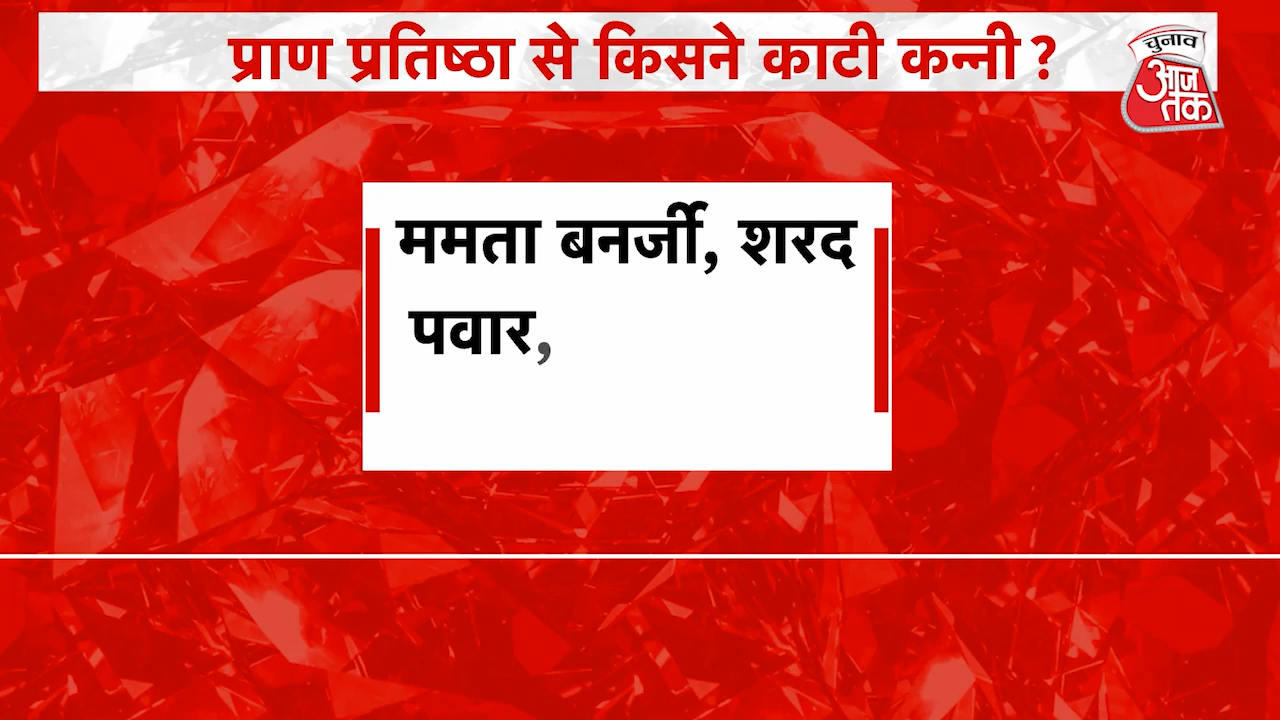 प्राण प्रतिष्ठा से किसने काटी कन्नी?
चुनाव
आज
तक
ममता बनर्जी, शरद
पवार,